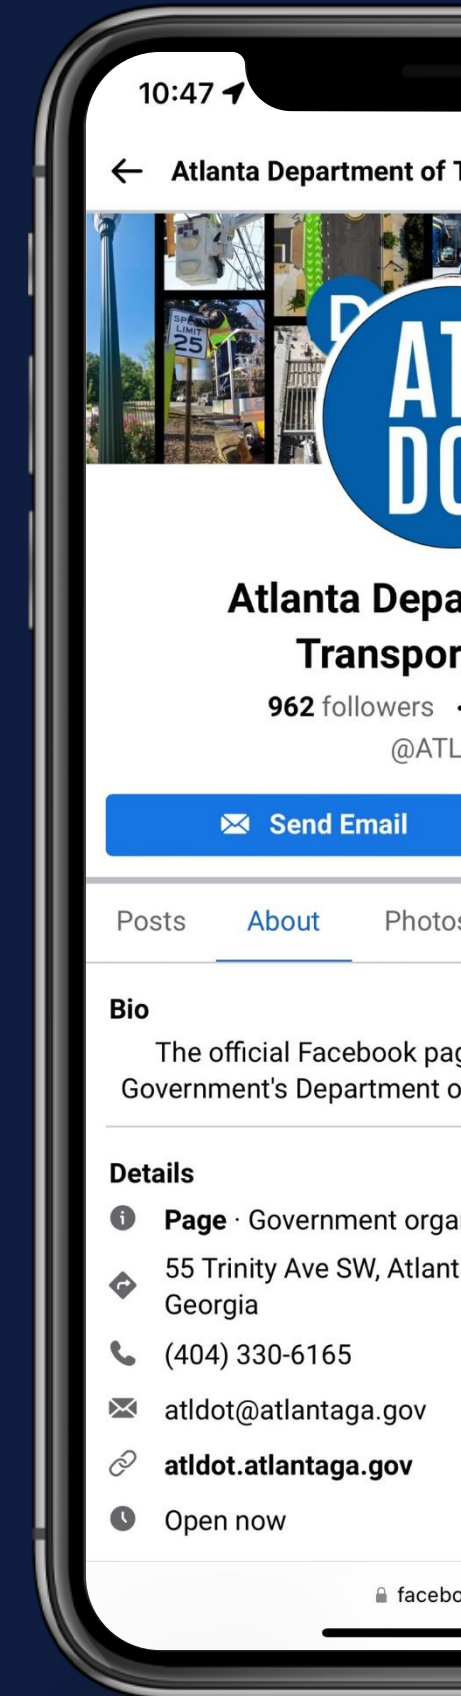 10:47
Atlanta Department of T
SPEED
LIMIT
25
D
AT
DO
Atlanta Depa
Transpor
962 followers
@ATL
Send Email
Posts About Photos
Bio
The official Facebook pag
Government's Department o
Details
Page · Government orga
55 Trinity Ave SW, Atlant
Georgia
(404) 330-6165
atldot@atlantaga.gov
atldot.atlantaga.gov
Open now
facebo